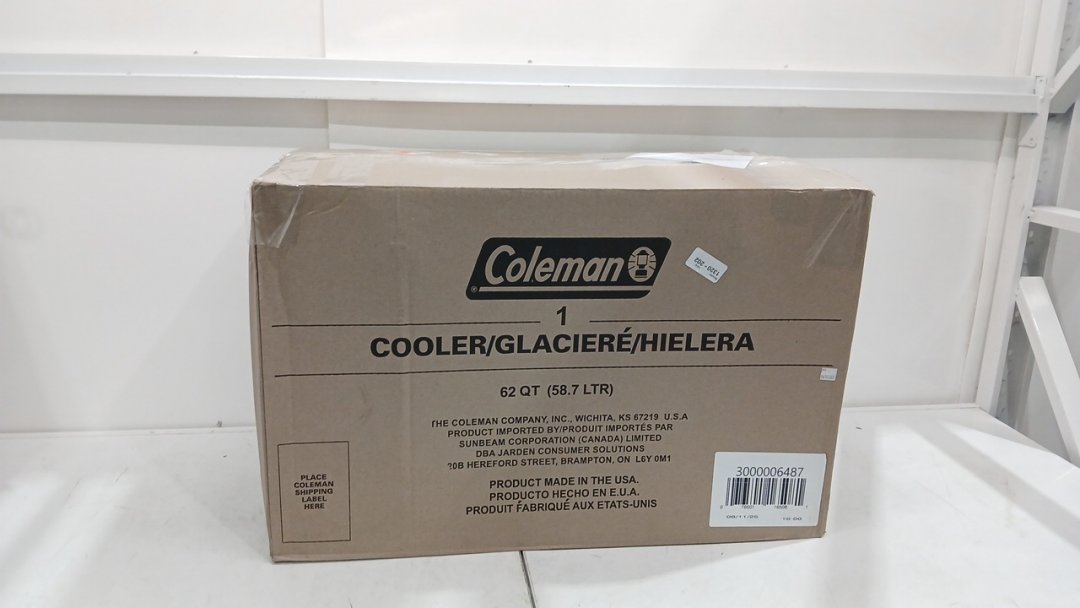 Coleman
1320-202
1
COOLER/GLACIERÉ/HIELERA
62 QT (58.7 LTR)
THE COLEMAN COMPANY, INC., WICHITA, KS 67219 U.S.A
PRODUCT IMPORTED BY/PRODUIT IMPORTÉS PAR
SUNBEAM CORPORATION (CANADA) LIMITED
DBA JARDEN CONSUMER SOLUTIONS
20B HEREFORD STREET, BRAMPTON, ON L6Y 0M1
PRODUCT MADE IN THE USA.
PRODUCTO HECHO EN E.U.A.
PRODUIT FABRIQUÉ AUX ETATS-UNIS
PLACE
COLEMAN
SHIPPING
LABEL
HERE
3000006487